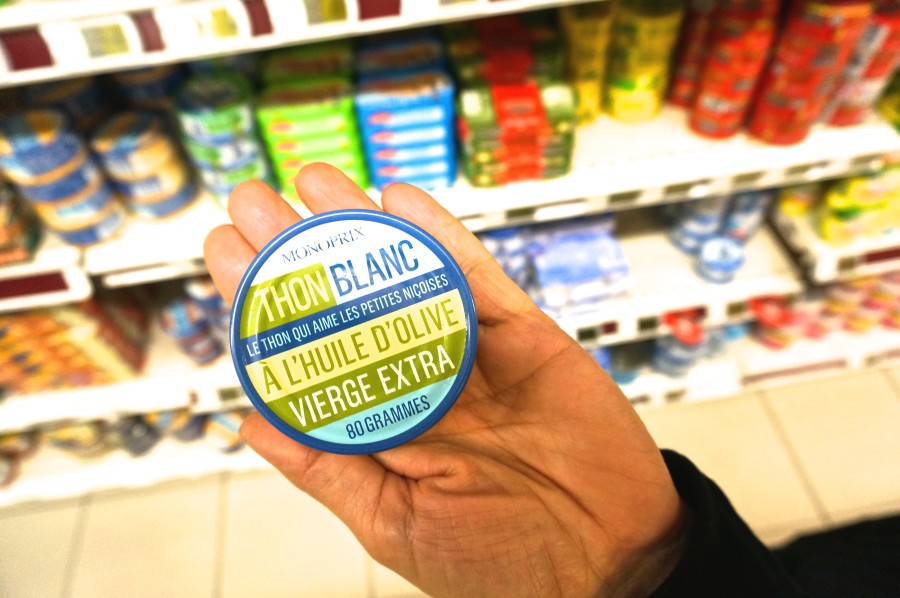 MONOPRIX
THON BLANC
LE THON QUI AIME LES PETITES NIÇOISES
À L'HUILE D'OLIVE
VIERGE EXTRA
80 GRAMMES